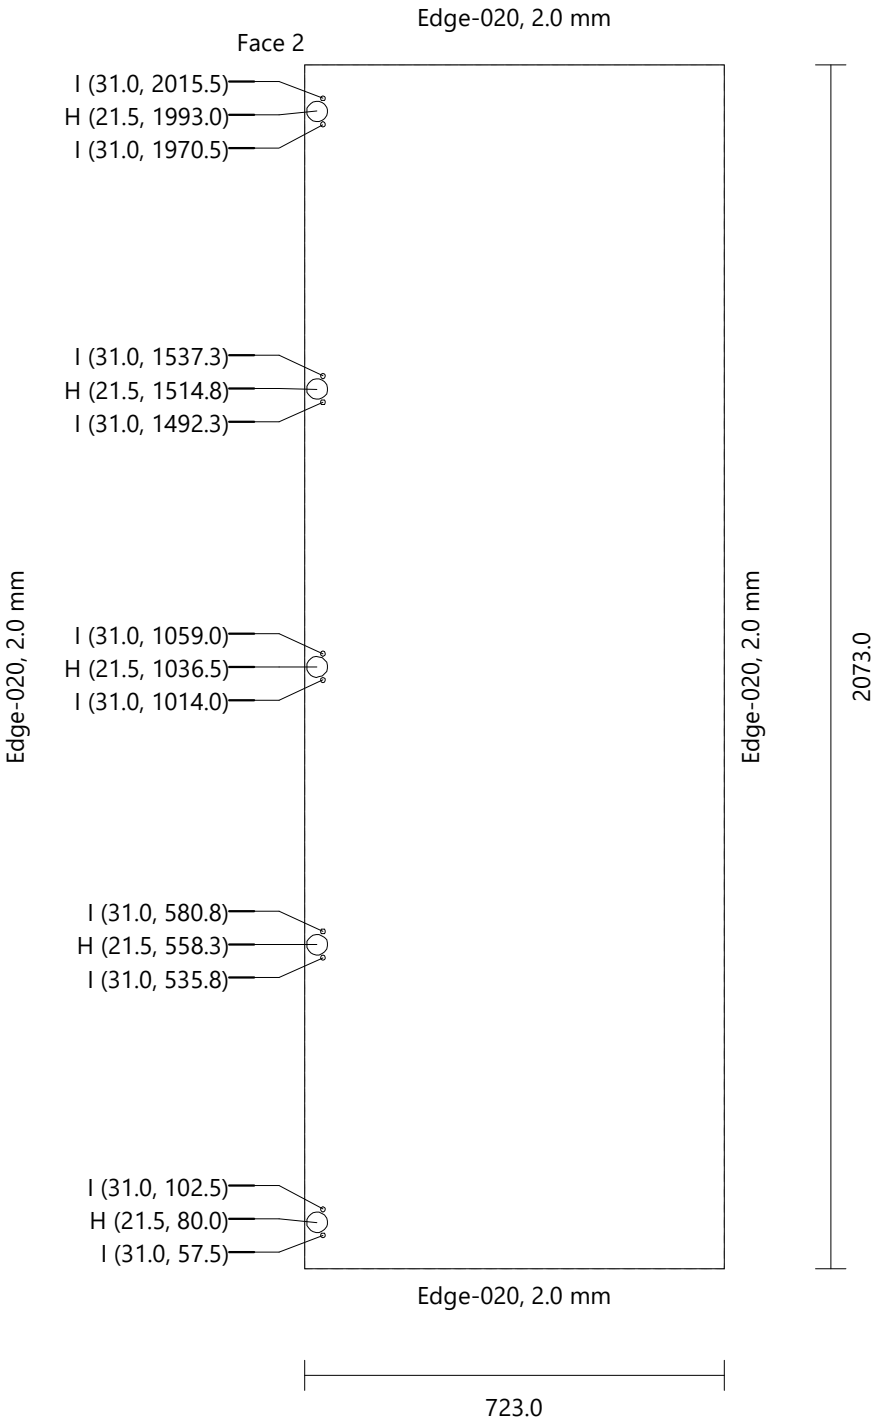 Edge-020, 2.0 mm
Face 2
I (31.0, 2015.5)
H (21.5, 1993.0)
I (31.0, 1970.5)
I (31.0, 1537.3)
H (21.5, 1514.8)
I (31.0, 1492.3)
Edge-020, 2.0 mm
Edge-020, 2.0 mm
2073.0
I (31.0, 1059.0)
H (21.5, 1036.5)
I (31.0, 1014.0)
I (31.0, 580.8)
H (21.5, 558.3)
I (31.0, 535.8)
I (31.0, 102.5)
H (21.5, 80.0)
I (31.0, 57.5)
Edge-020, 2.0 mm
723.0